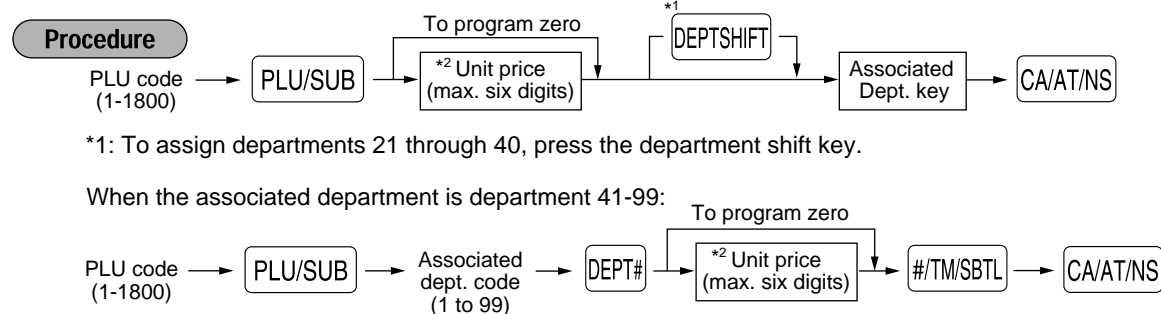 Procedure
To program zero
*1
DEPTSHIFT
PLU code
(1-1800)
PLU/SUB
*2 Unit price
(max. six digits)
Associated
Dept. key
CA/AT/NS
*1: To assign departments 21 through 40, press the department shift key.
When the associated department is department 41-99:
To program zero
PLU code
(1-1800)
PLU/SUB
Associated
dept. code
(1 to 99)
DEPT#
*2 Unit price
(max. six digits)
#/TM/SBTL
CA/AT/NS